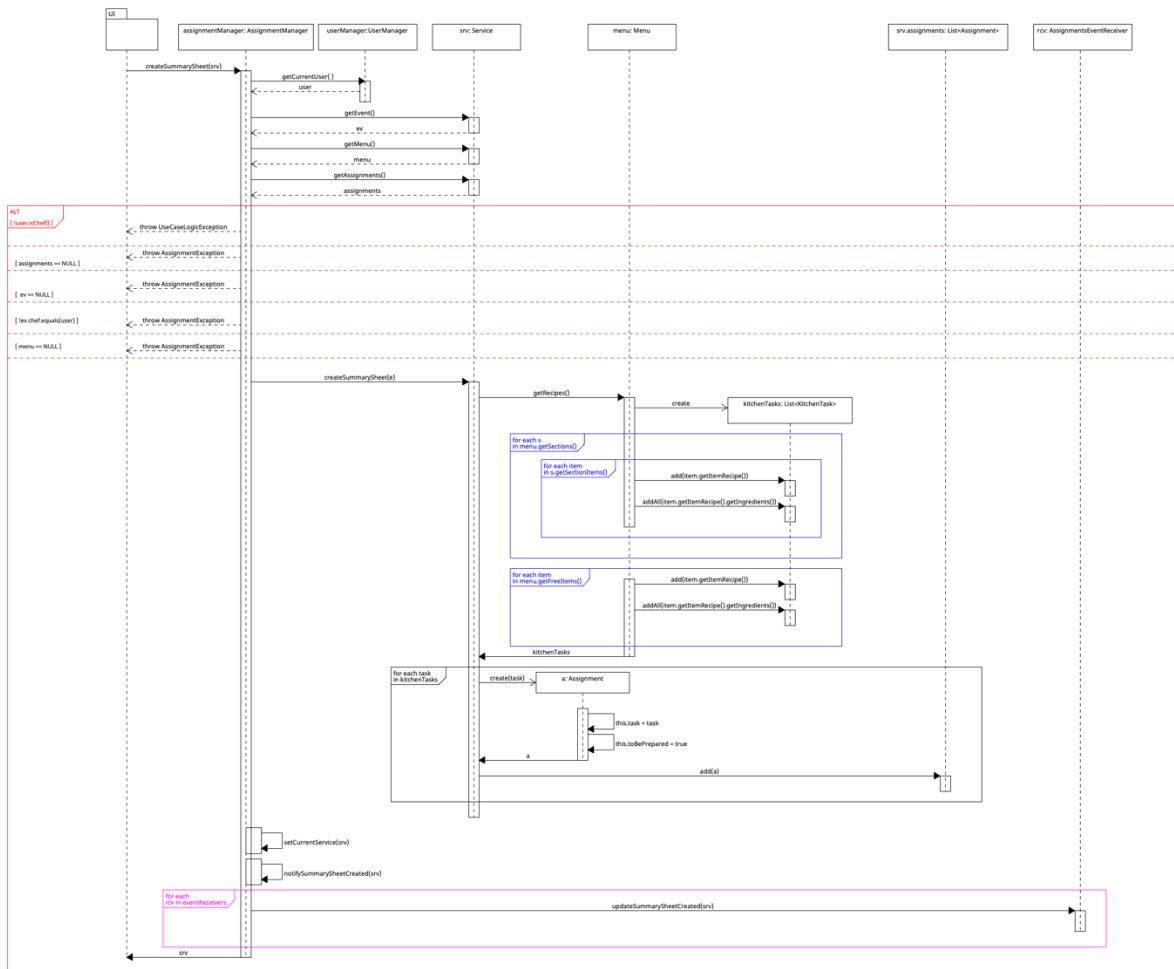 UI
assignmentManager: AssignmentManager
userManager:UserManager
srv: Service
menu: Menu
srv.assignments: List<Assignment>
rcv: AssignmentsEventReceiver
createSummarySheet(srv)
getCurrentUser( )
user
getEvent()
ev
getMenu()
menu
getAssignments()
assignments
ALT
[ !user.isChef() ]
throw UseCaseLogicException
throw AssignmentException
[ assignments == NULL ]
throw AssignmentException
[ ev == NULL ]
[ !ev.chef.equals(user) ]
throw AssignmentException
[ menu == NULL ]
throw AssignmentException
createSummarySheet(e)
getRecipes()
create
kitchenTasks: List<KitchenTask>
for each s
in menu.getSections()
for each item
in s.getSectionItems()
add(item.getItemRecipe())
addAll(item.getItemRecipe().getIngredients())
for each item
in menu.getFreeItems()
add(item.getItemRecipe())
addAll(item.getItemRecipe().getIngredients())
kitchenTasks
for each task
in kitchenTasks
create(task)
a: Assignment
this.task = task
this.toBePrepared = true
a
add(a)
setCurrentService(srv)
notifySummarySheetCreated(srv)
for each
rcv in eventReceivers
updateSummarySheetCreated(srv)
srv